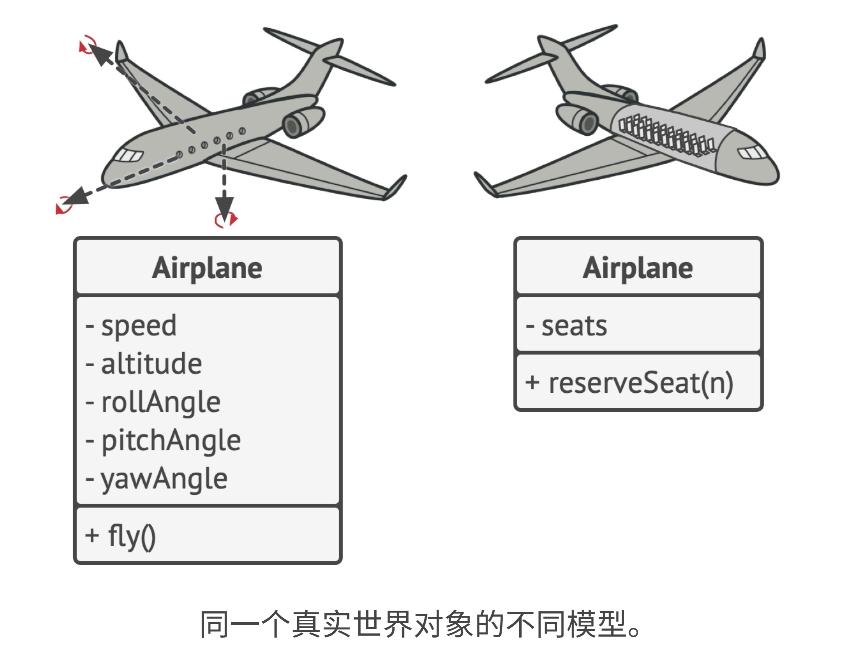 Airplane
- speed
- altitude
- rollAngle
- pitchAngle
- yawAngle
+ fly()
Airplane
- seats
+ reserveSeat(n)
同一个真实世界对象的不同模型。